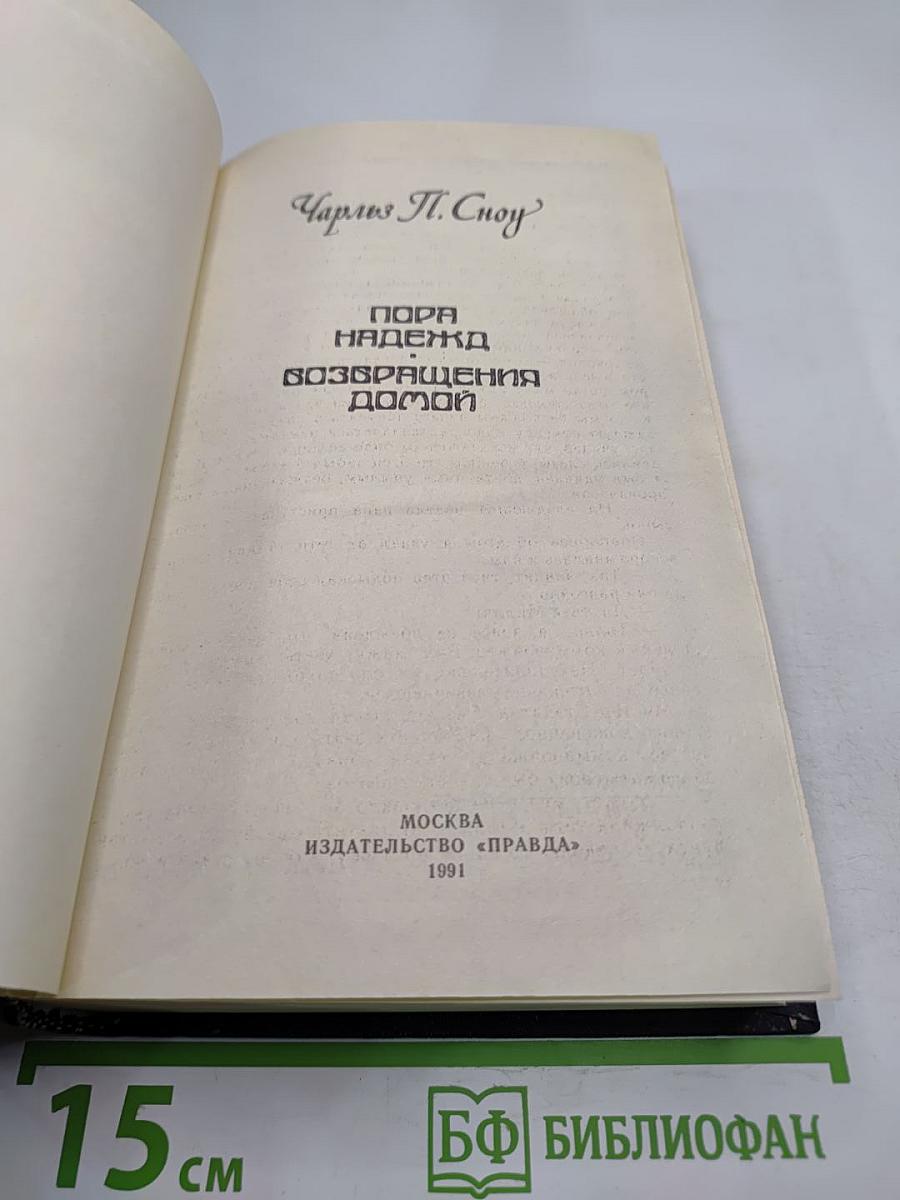 Чарльз П. Сноу
ПОРА
НАДЕЖД
·
ВОЗВРАЩЕНИЯ
ДОМОЙ
МОСКВА
ИЗДАТЕЛЬСТВО «ПРАВДА»
1991
15 см
БФ БИБЛИОФАН